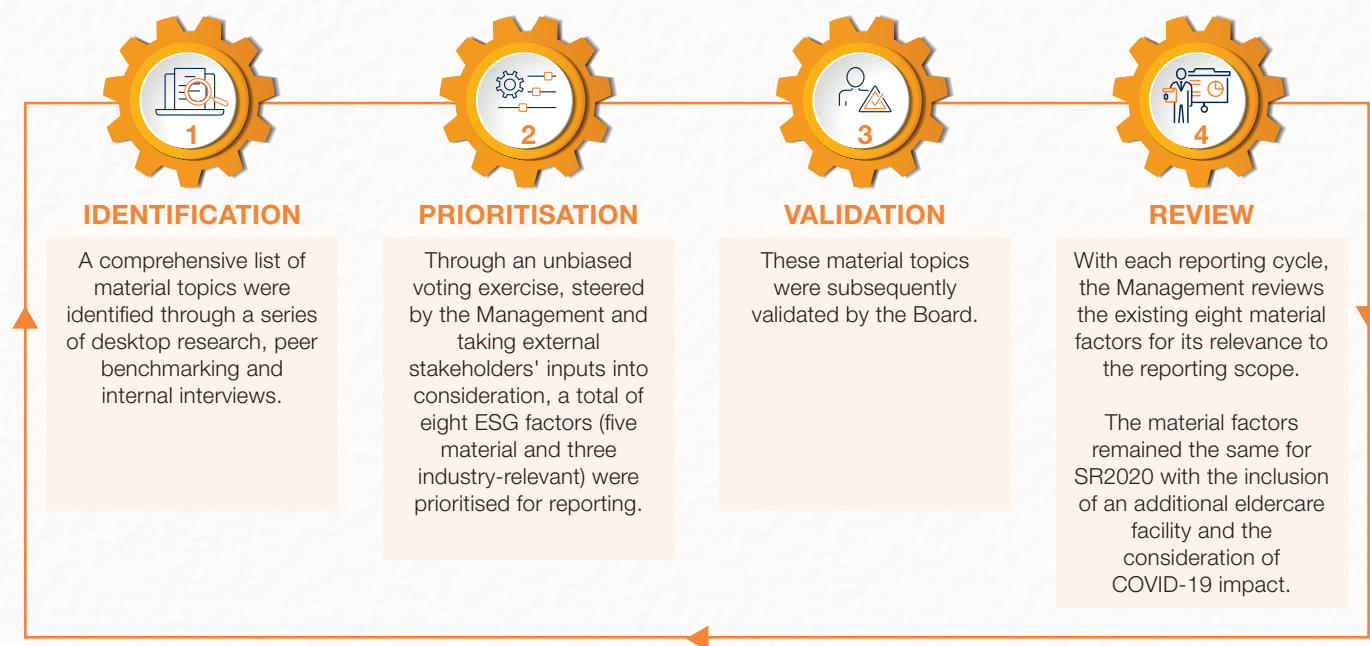 1
IDENTIFICATION
A comprehensive list of
material topics were
identified through a series
of desktop research, peer
benchmarking and
internal interviews.
2
PRIORITISATION
Through an unbiased
voting exercise, steered
by the Management and
taking external
stakeholders' inputs into
consideration, a total of
eight ESG factors (five
material and three
industry-relevant) were
prioritised for reporting.
3
VALIDATION
These material topics
were subsequently
validated by the Board.
4
REVIEW
With each reporting cycle,
the Management reviews
the existing eight material
factors for its relevance to
the reporting scope.
The material factors
remained the same for
SR2020 with the inclusion
of an additional eldercare
facility and the
consideration of
COVID-19 impact.